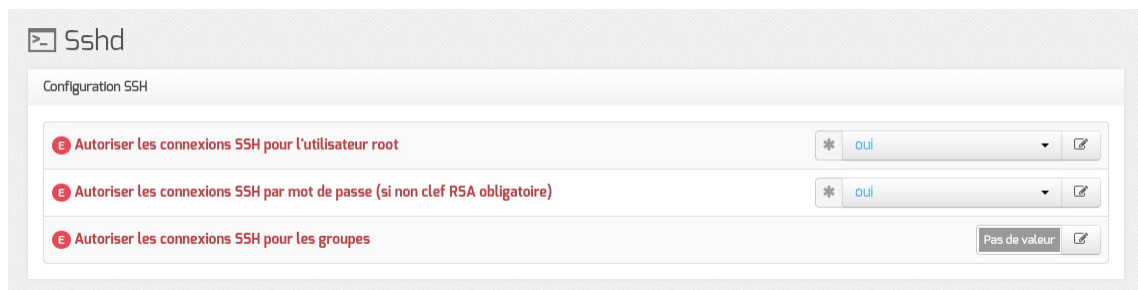 Sshd
Configuration SSH
E Autoriser les connexions SSH pour l'utilisateur root
oui
E Autoriser les connexions SSH par mot de passe (si non clef RSA obligatoire)
oui
E Autoriser les connexions SSH pour les groupes
Pas de valeur